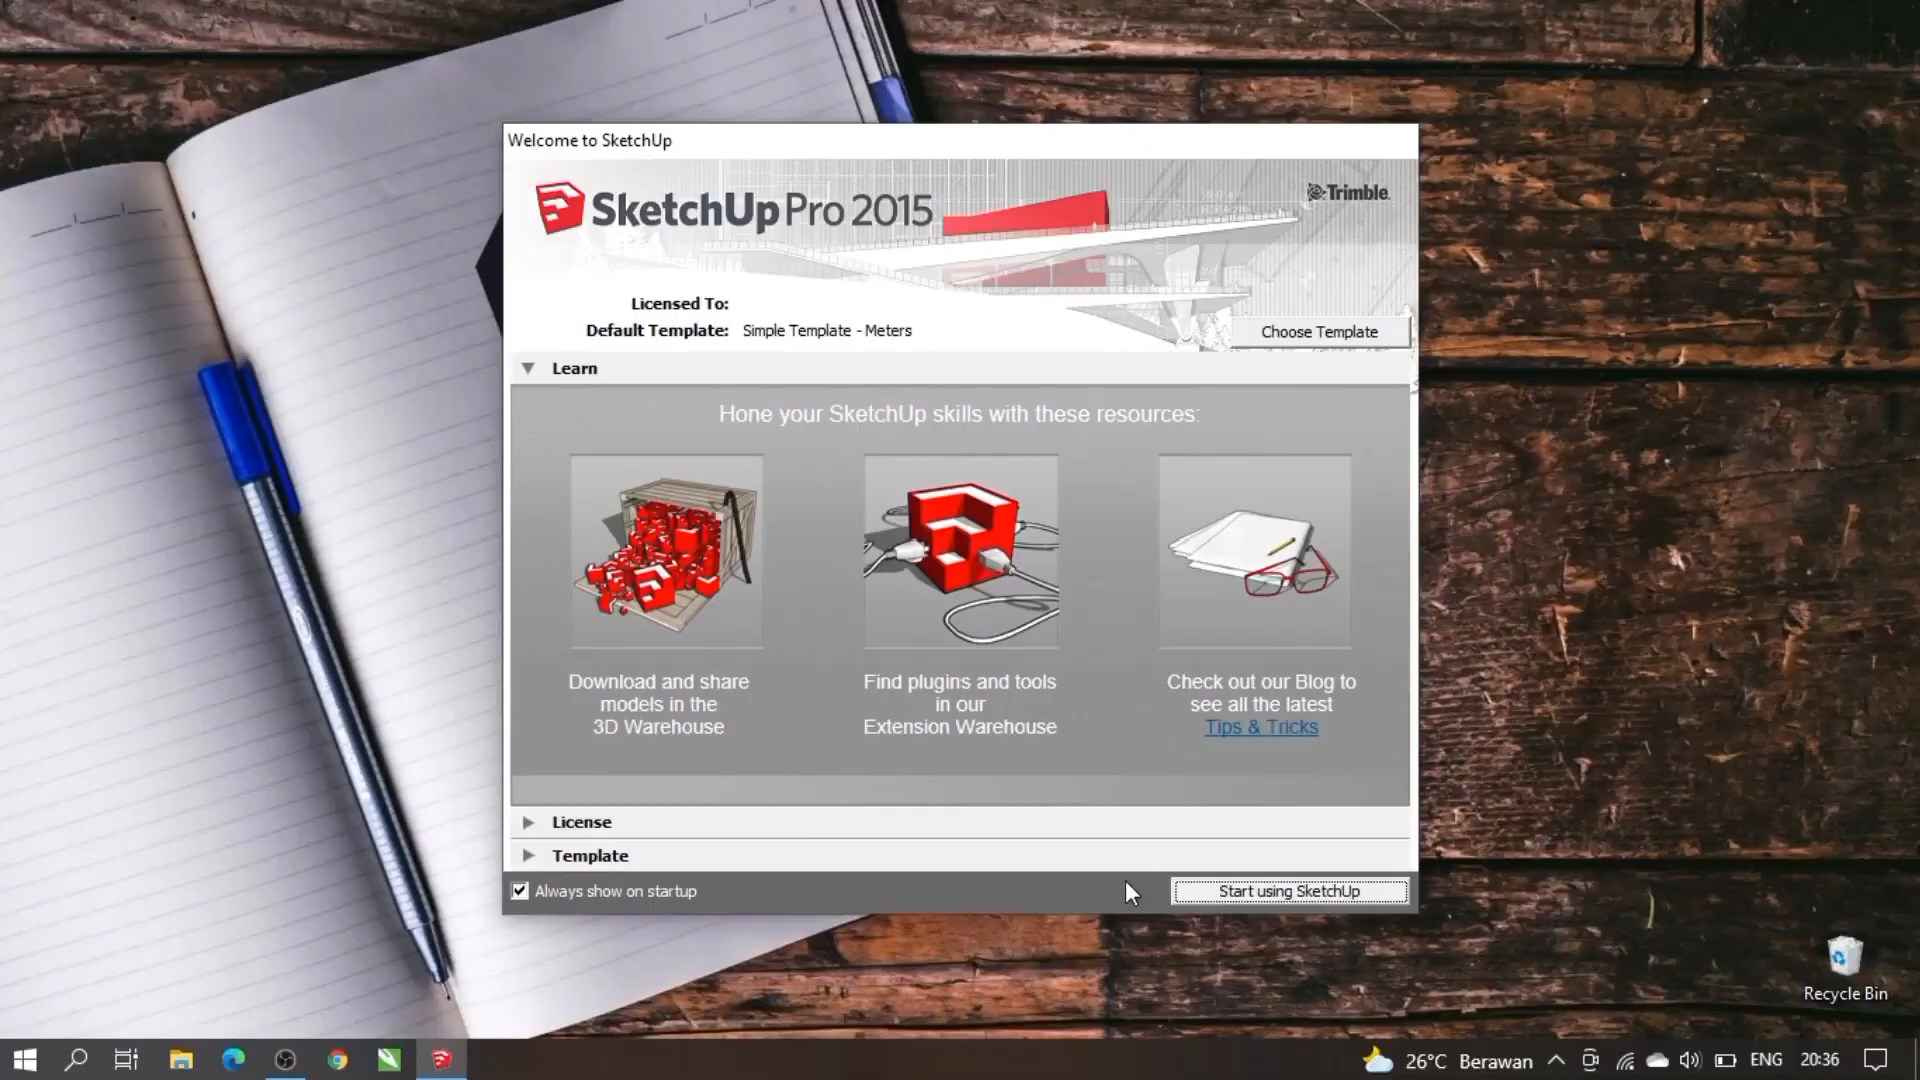 Welcome to SketchUp
SketchUp Pro 2015
Trimble
Licensed To:
Default Template: Simple Template - Meters
Choose Template
Learn
Hone your SketchUp skills with these resources:
Download and share
models in the
3D Warehouse
Find plugins and tools
in our
Extension Warehouse
Check out our Blog to
see all the latest
Tips & Tricks
License
Template
Always show on startup
Start using SketchUp
Recycle Bin
26°C Berawan
ENG
20:36